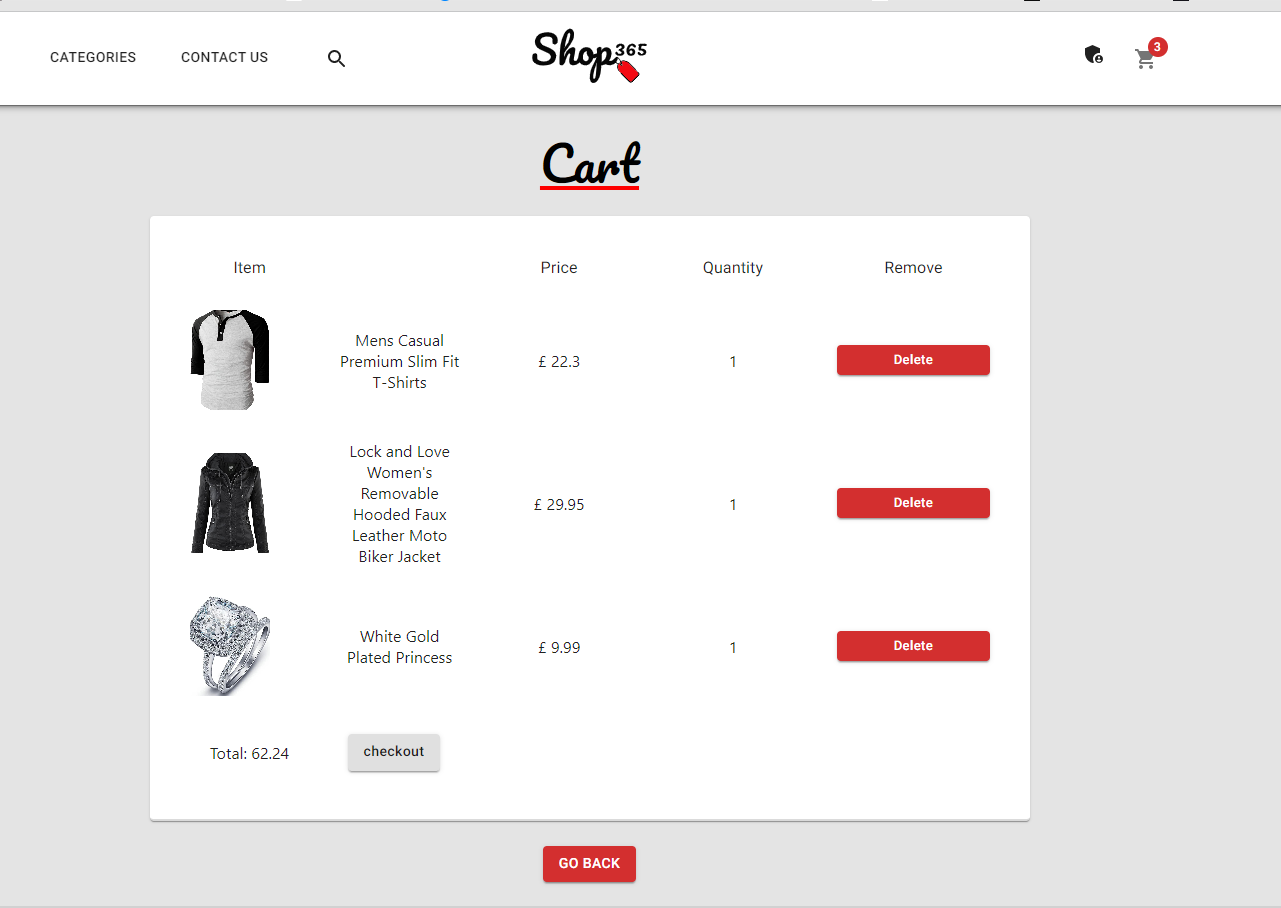 CATEGORIES CONTACT US Shop365 3
Cart
Item Price Quantity Remove
Mens Casual
Premium Slim Fit
T-Shirts
£ 22.3 1 Delete
Lock and Love
Women's
Removable
Hooded Faux
Leather Moto
Biker Jacket
£ 29.95 1 Delete
White Gold
Plated Princess
£ 9.99 1 Delete
Total: 62.24 checkout
GO BACK